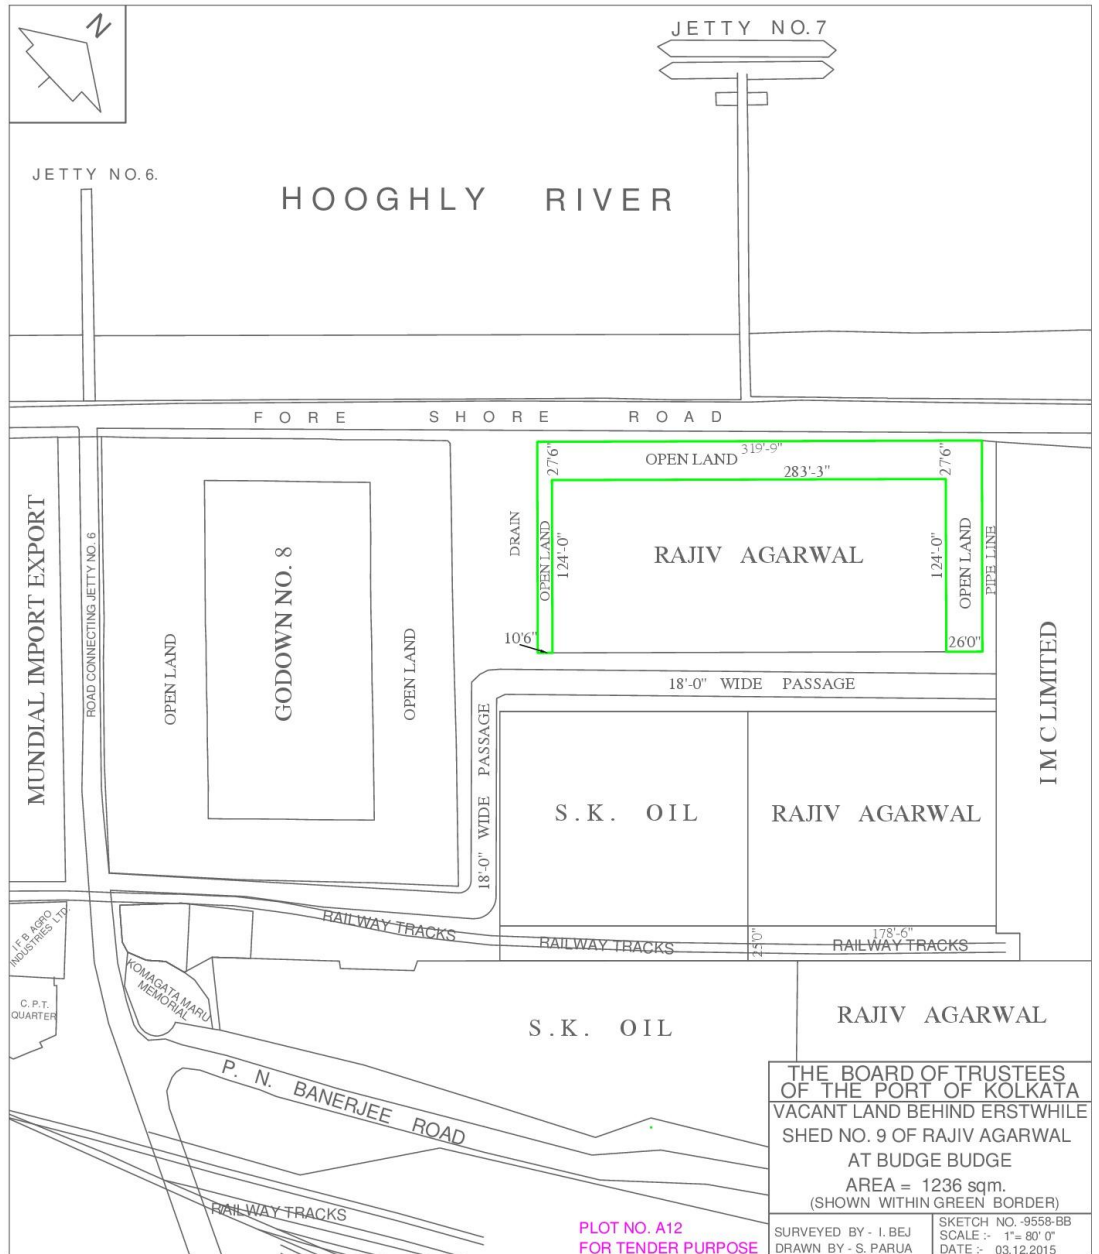 N
JETTY NO. 7
JETTY NO. 6.
HOOGHLY RIVER
FORE SHORE ROAD
319'-9"
OPEN LAND
27'6"
27'6"
283'-3"
MUNDIAL IMPORT EXPORT
ROAD CONNECTING JETTY NO. 6
OPEN LAND
GODOWN NO. 8
OPEN LAND
DRAIN
OPEN LAND
124'-0"
RAJIV AGARWAL
124'-0"
OPEN LAND
PIPE LINE
10'6"
26'0"
I M C LIMITED
18'-0" WIDE PASSAGE
18'-0" WIDE PASSAGE
S.K. OIL
RAJIV AGARWAL
RAILWAY TRACKS
RAILWAY TRACKS
25'0"
178'-6"
RAILWAY TRACKS
I F B AGRO
INDUSTRIES LTD.
C.P.T.
QUARTER
KOMAGATA MARU
MEMORIAL
S.K. OIL
RAJIV AGARWAL
P. N. BANERJEE ROAD
RAILWAY TRACKS
THE BOARD OF TRUSTEES
OF THE PORT OF KOLKATA
VACANT LAND BEHIND ERSTWHILE
SHED NO. 9 OF RAJIV AGARWAL
AT BUDGE BUDGE
AREA = 1236 sqm.
(SHOWN WITHIN GREEN BORDER)
PLOT NO. A12
FOR TENDER PURPOSE
SURVEYED BY - I. BEJ
DRAWN BY - S. PARUA
SKETCH NO. -9558-BB
SCALE :- 1"= 80' 0"
DATE :- 03.12.2015